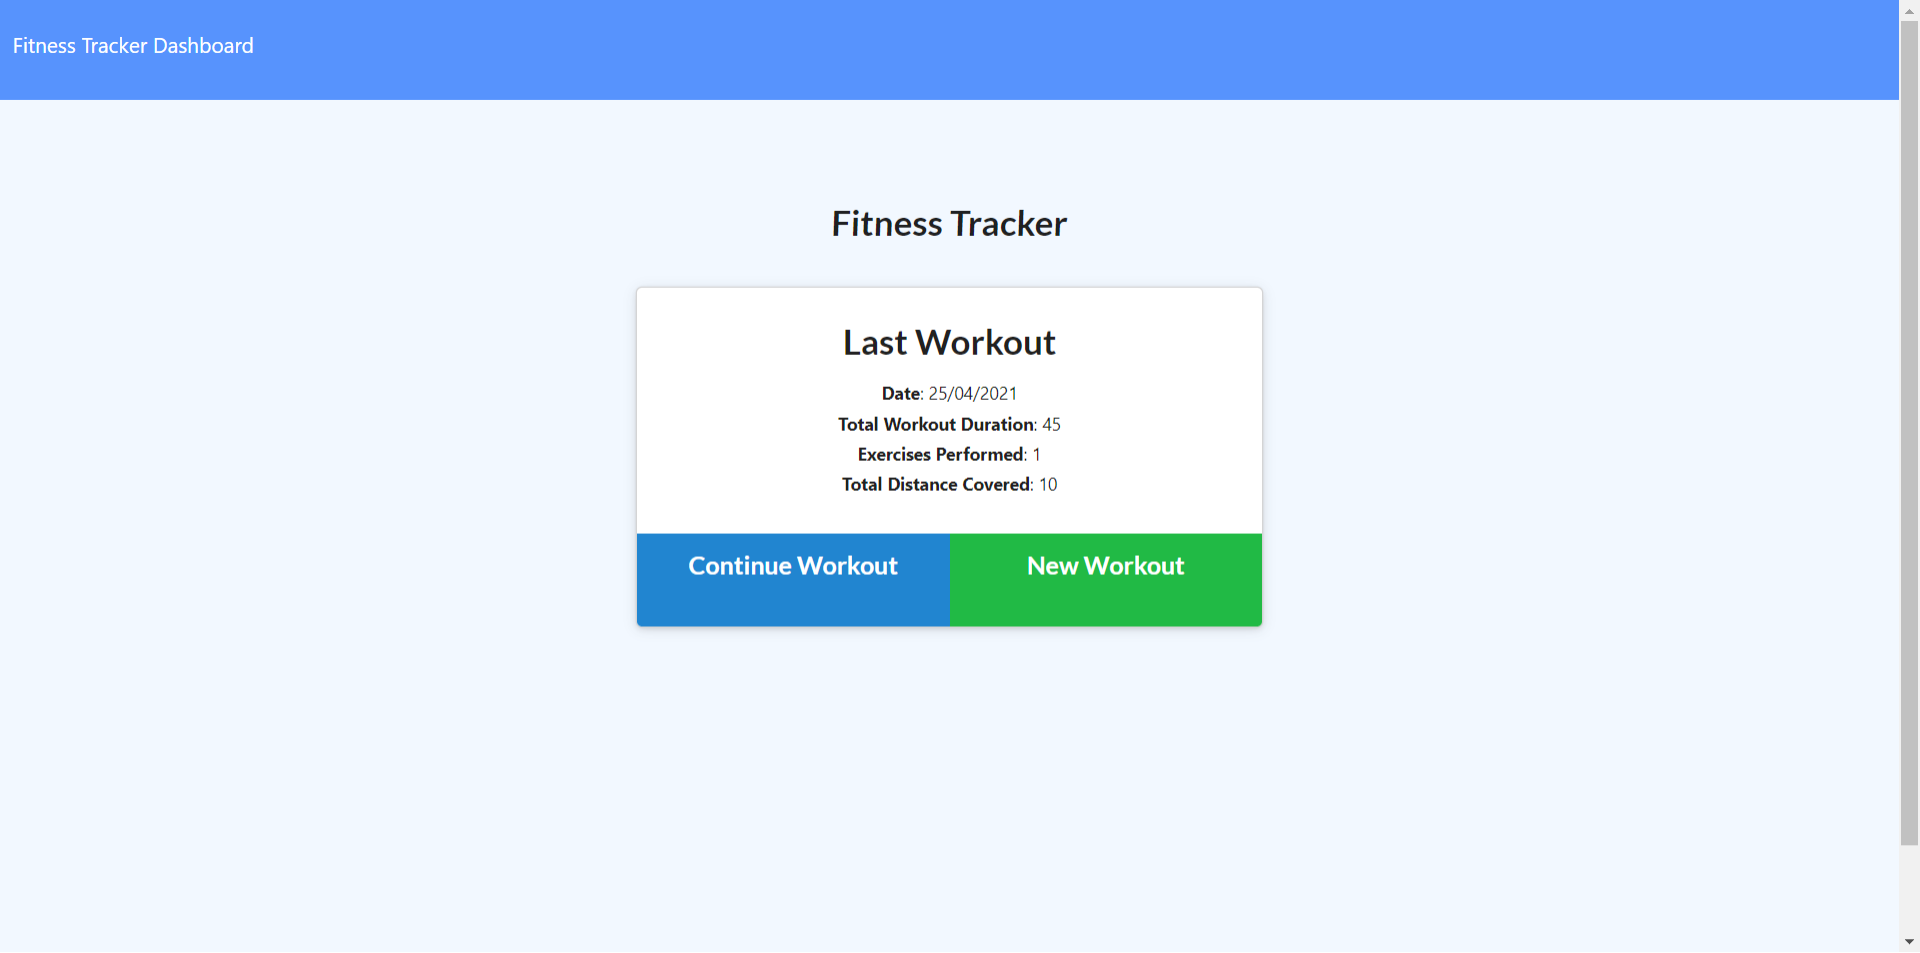 Fitness Tracker Dashboard
Fitness Tracker
Last Workout
Date: 25/04/2021
Total Workout Duration: 45
Exercises Performed: 1
Total Distance Covered: 10
Continue Workout
New Workout